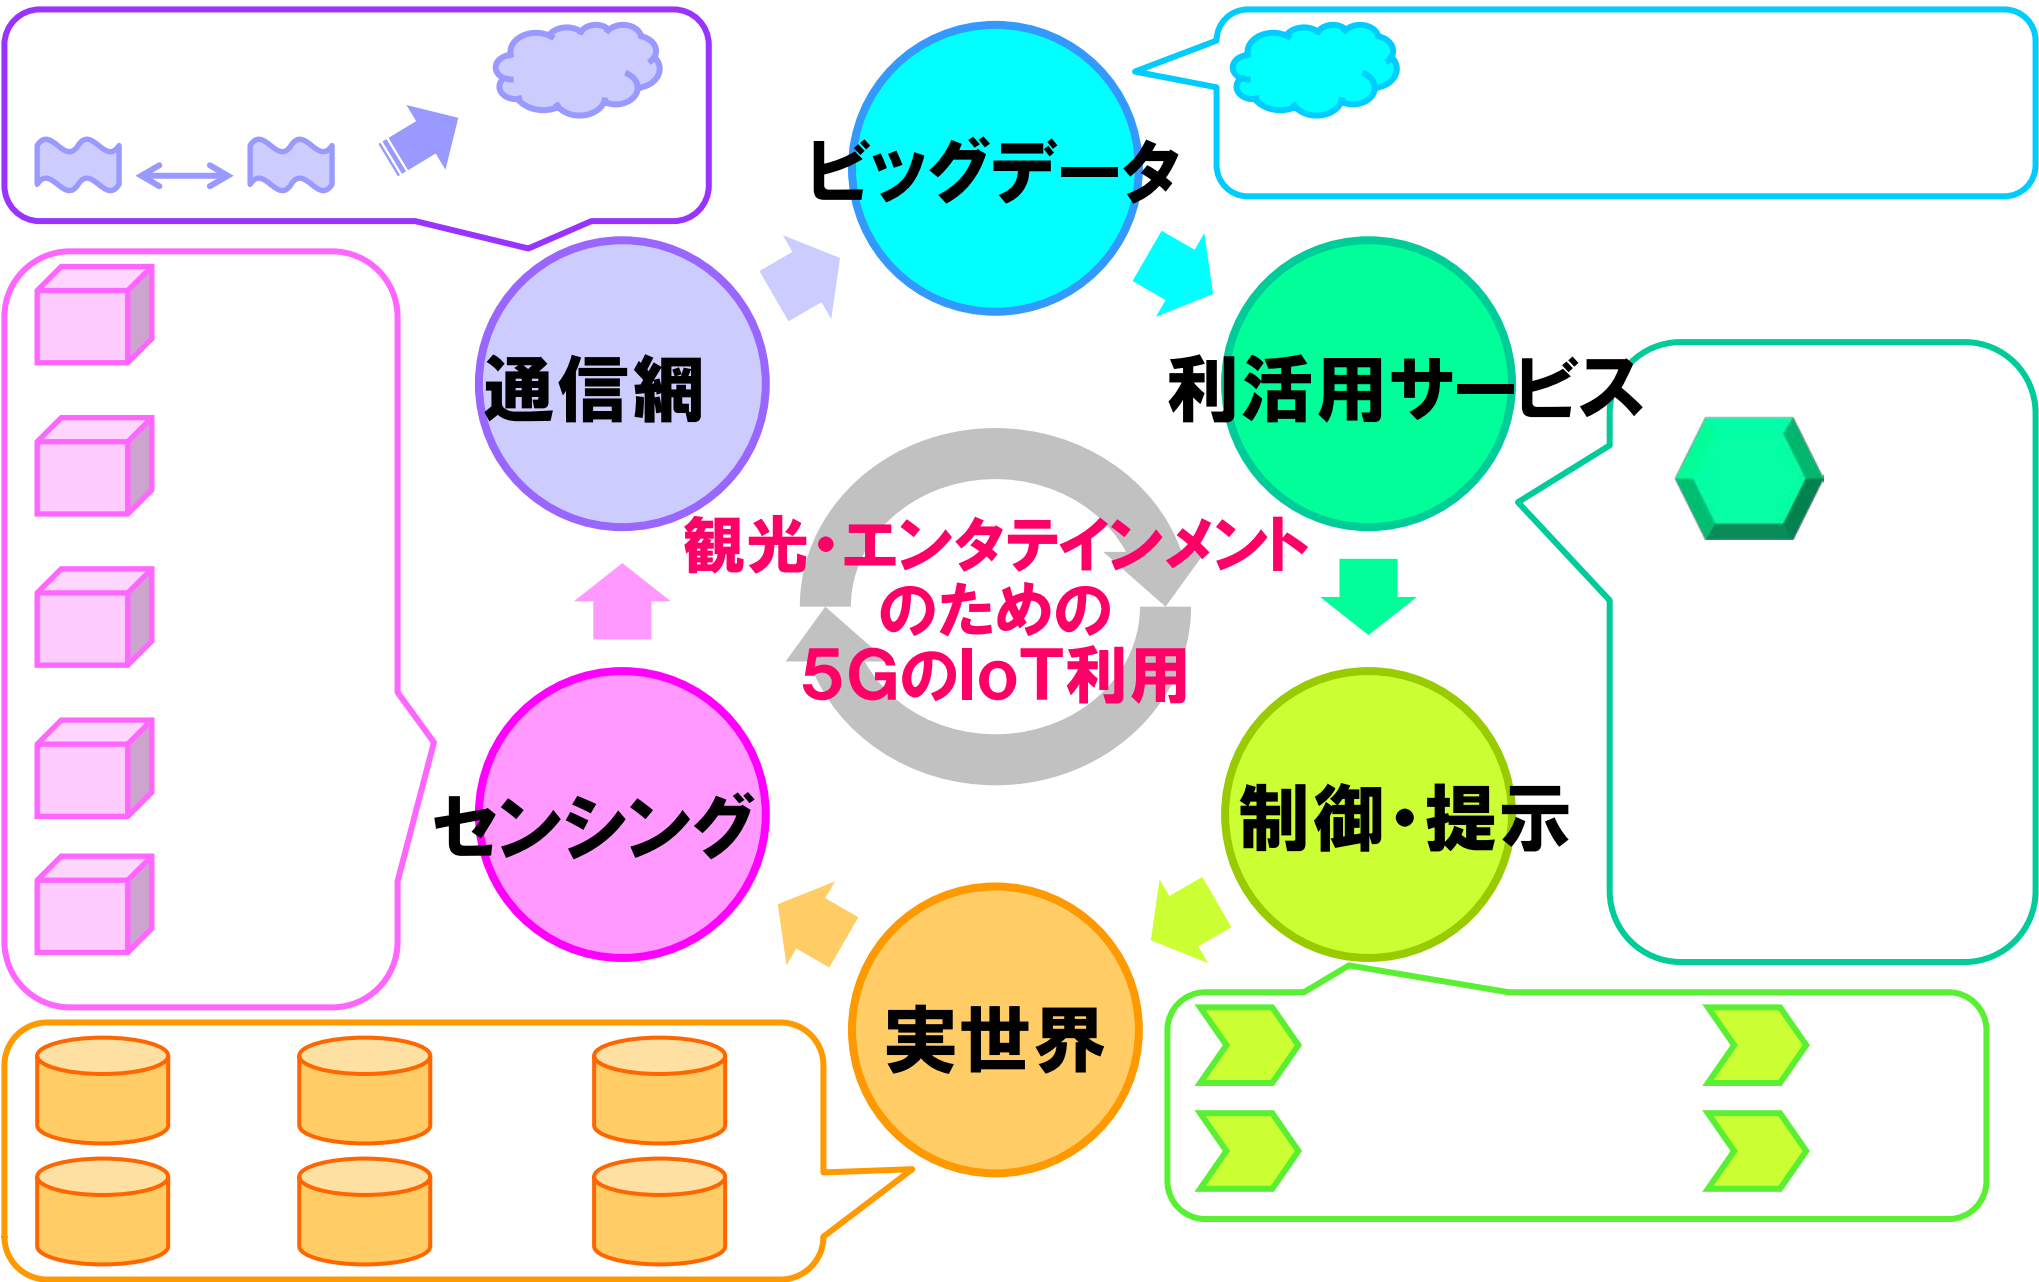 ビッグデータ
通信網
利活用サービス
観光・エンタテインメント
のための
5GのIoT利用
センシング
制御・提示
実世界